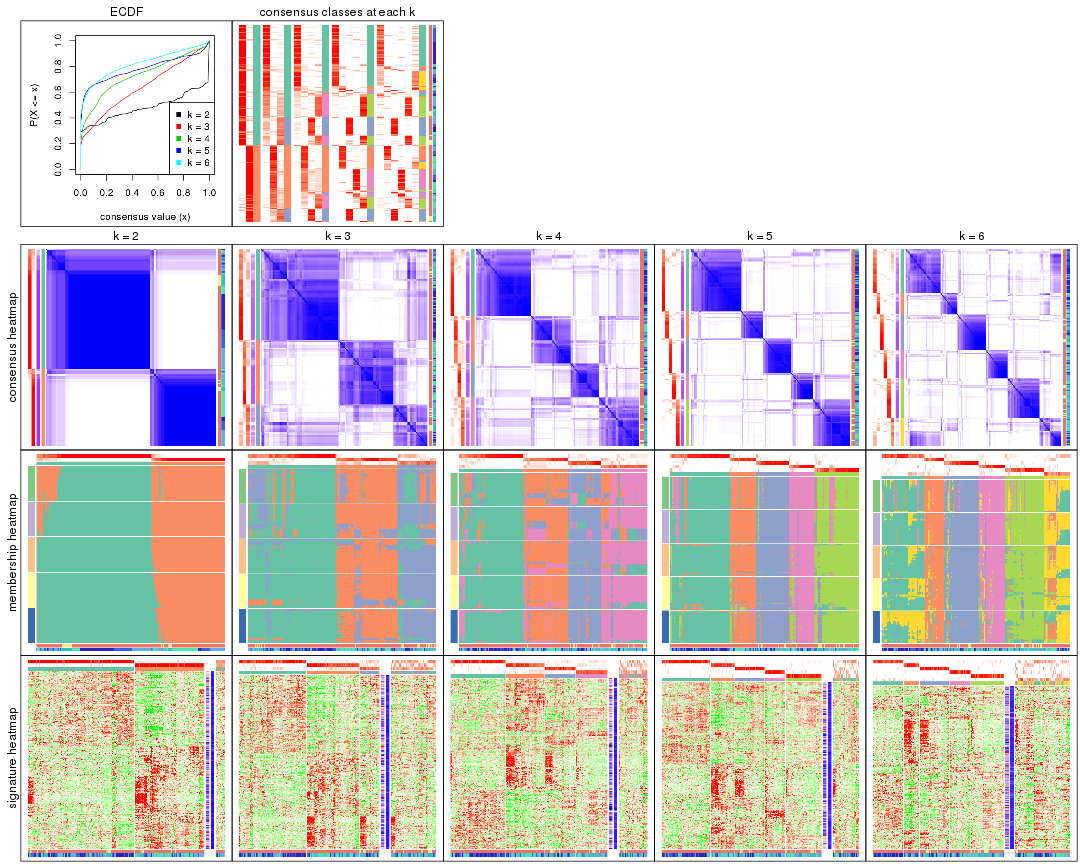 ECDF
consensus classes at each k
P(X <= x)
0.0
0.2
0.4
0.6
0.8
1.0
k = 2
k = 3
k = 4
k = 5
k = 6
0.0 0.2 0.4 0.6 0.8 1.0
consensus value (x)
k = 2
k = 3
k = 4
k = 5
k = 6
consensus heatmap
membership heatmap
signature heatmap